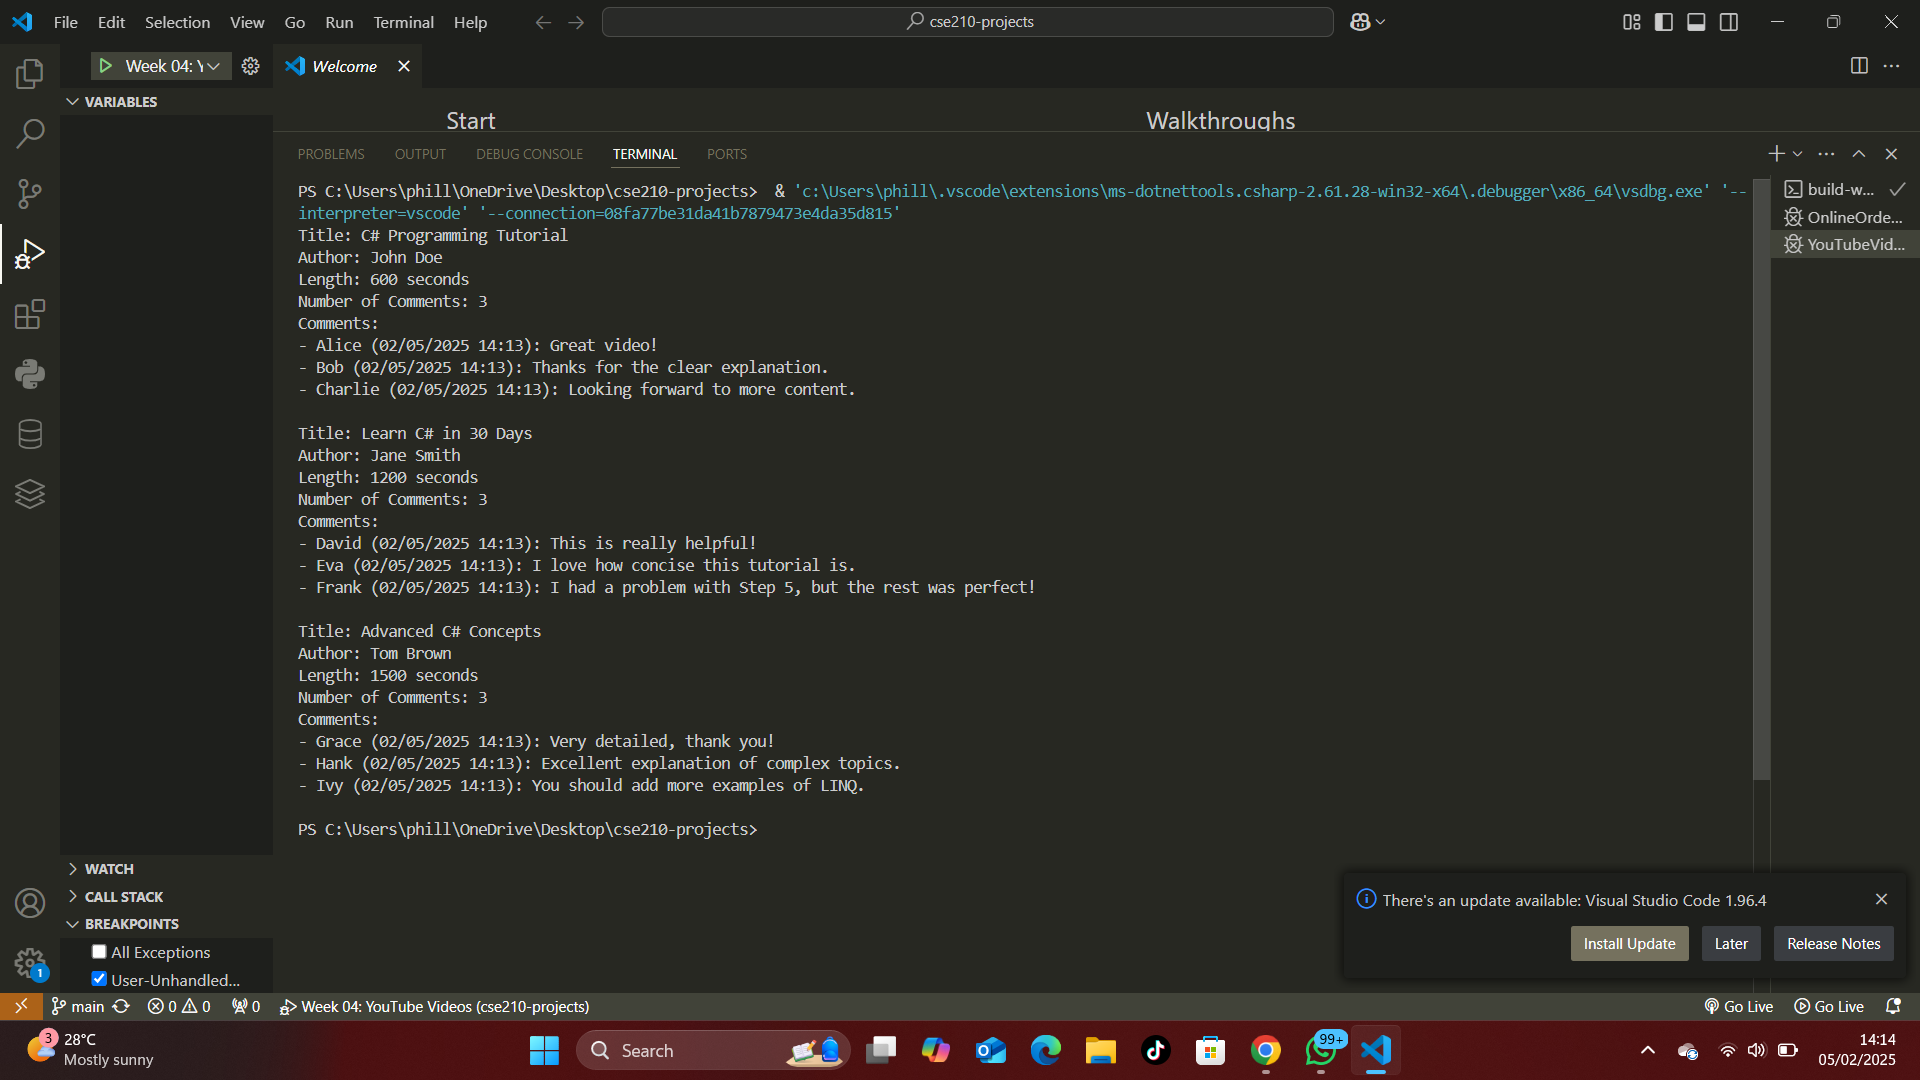 File Edit Selection View Go Run Terminal Help
cse210-projects
Week 04: Y
Welcome
VARIABLES
Start
Walkthroughs
PROBLEMS OUTPUT DEBUG CONSOLE TERMINAL PORTS
PS C:\Users\phill\OneDrive\Desktop\cse210-projects>  & 'c:\Users\phill\.vscode\extensions\ms-dotnettools.csharp-2.61.28-win32-x64\.debugger\x86_64\vsdbg.exe' '--
interpreter=vscode' '--connection=08fa77be31da41b7879473e4da35d815'
Title: C# Programming Tutorial
Author: John Doe
Length: 600 seconds
Number of Comments: 3
Comments:
- Alice (02/05/2025 14:13): Great video!
- Bob (02/05/2025 14:13): Thanks for the clear explanation.
- Charlie (02/05/2025 14:13): Looking forward to more content.
Title: Learn C# in 30 Days
Author: Jane Smith
Length: 1200 seconds
Number of Comments: 3
Comments:
- David (02/05/2025 14:13): This is really helpful!
- Eva (02/05/2025 14:13): I love how concise this tutorial is.
- Frank (02/05/2025 14:13): I had a problem with Step 5, but the rest was perfect!
Title: Advanced C# Concepts
Author: Tom Brown
Length: 1500 seconds
Number of Comments: 3
Comments:
- Grace (02/05/2025 14:13): Very detailed, thank you!
- Hank (02/05/2025 14:13): Excellent explanation of complex topics.
- Ivy (02/05/2025 14:13): You should add more examples of LINQ.
PS C:\Users\phill\OneDrive\Desktop\cse210-projects>
build-w...
OnlineOrde...
YouTubeVid...
WATCH
CALL STACK
BREAKPOINTS
All Exceptions
User-Unhandled...
1
There's an update available: Visual Studio Code 1.96.4
Install Update
Later
Release Notes
main
0 0
0
Week 04: YouTube Videos (cse210-projects)
Go Live
Go Live
3
28°C
Mostly sunny
Search
99+
14:14
05/02/2025